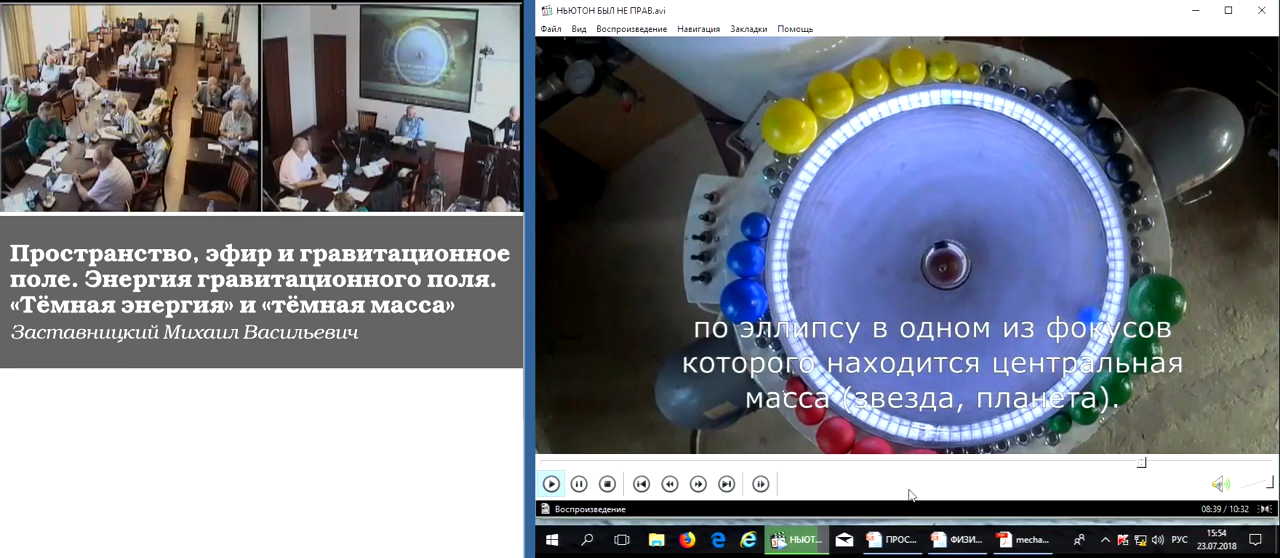 Пространство, эфир и гравитационное
поле. Энергия гравитационного поля.
«Тёмная энергия» и «тёмная масса»
Заставницкий Михаил Васильевич
НЬЮТОН БЫЛ НЕ ПРАВ.avi
Файл Вид Воспроизведение Навигация Закладки Помощь
по эллипсу в одном из фокусов
которого находится центральная
масса (звезда, планета).
Воспроизведение 08:39 / 10:32
НЬЮТ... ПРОС... ФИЗИ... mecha... РУС 15:54
23.07.2018